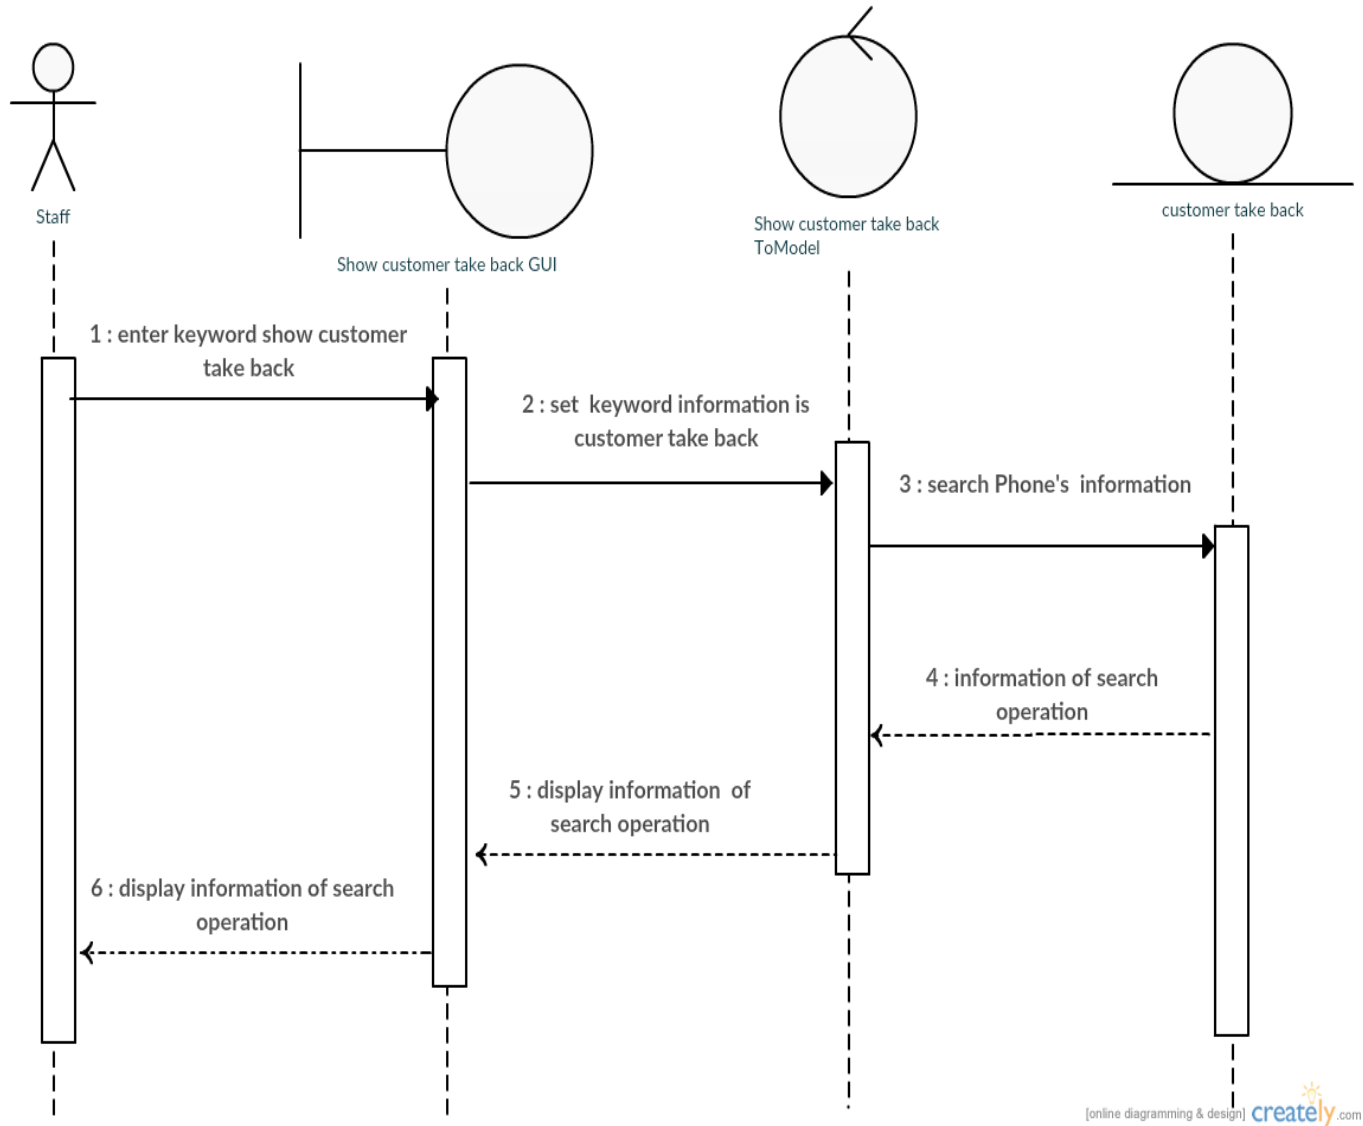 Staff
Show customer take back GUI
Show customer take back
ToModel
customer take back
1 : enter keyword show customer
take back
2 : set  keyword information is
customer take back
3 : search Phone's  information
4 : information of search
operation
5 : display information  of
search operation
6 : display information of search
operation
[online diagramming & design] creately.com